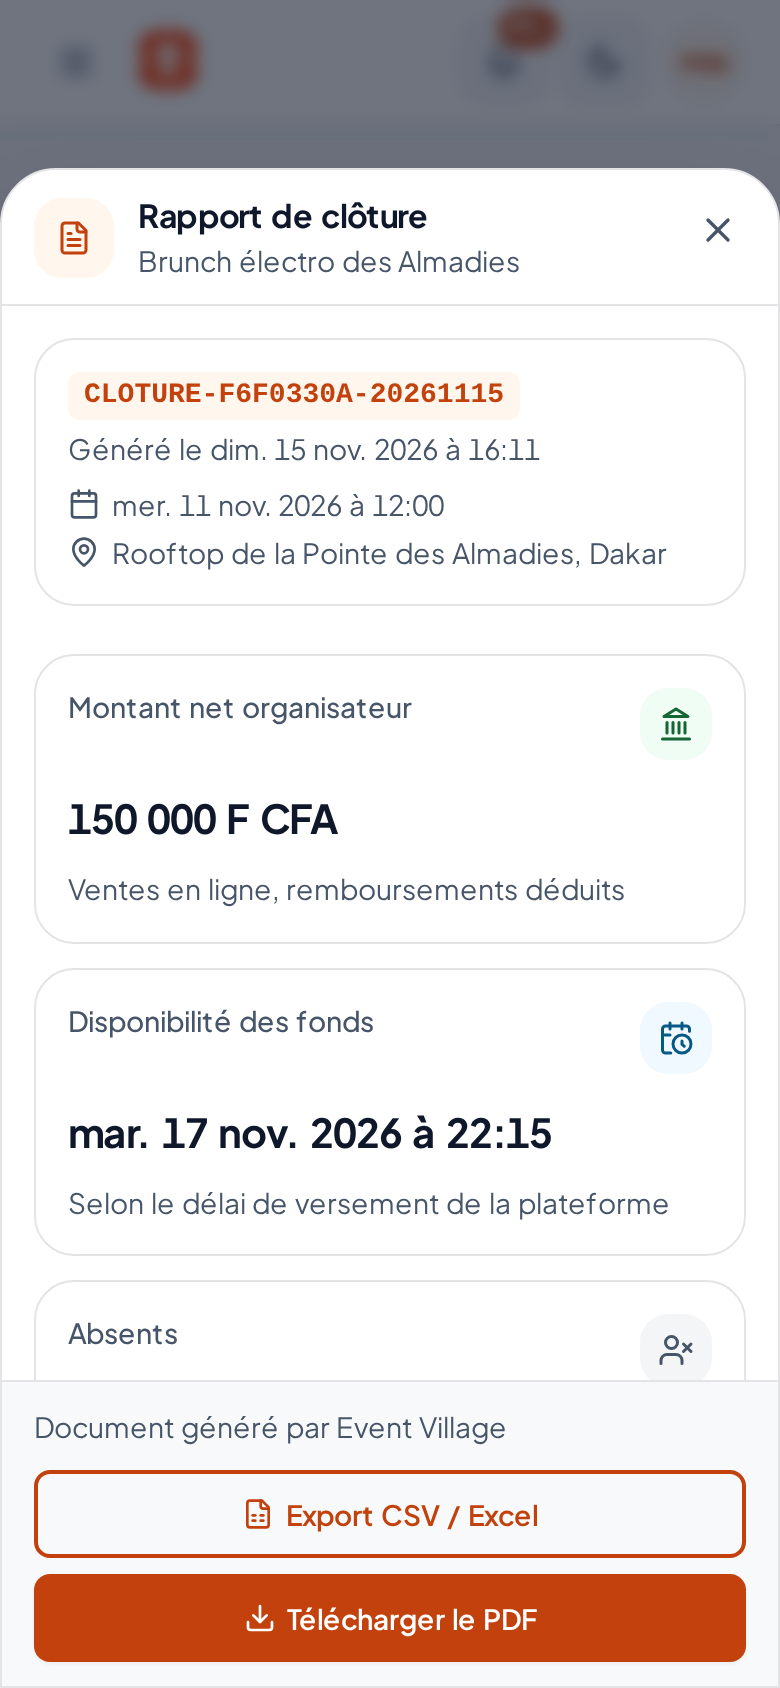 Rapport de clôture
Brunch électro des Almadies
CLOTURE-F6F0330A-20261115
Généré le dim. 15 nov. 2026 à 16:11
mer. 11 nov. 2026 à 12:00
Rooftop de la Pointe des Almadies, Dakar
Montant net organisateur
150 000 F CFA
Ventes en ligne, remboursements déduits
Disponibilité des fonds
mar. 17 nov. 2026 à 22:15
Selon le délai de versement de la plateforme
Absents
Document généré par Event Village
Export CSV / Excel
Télécharger le PDF